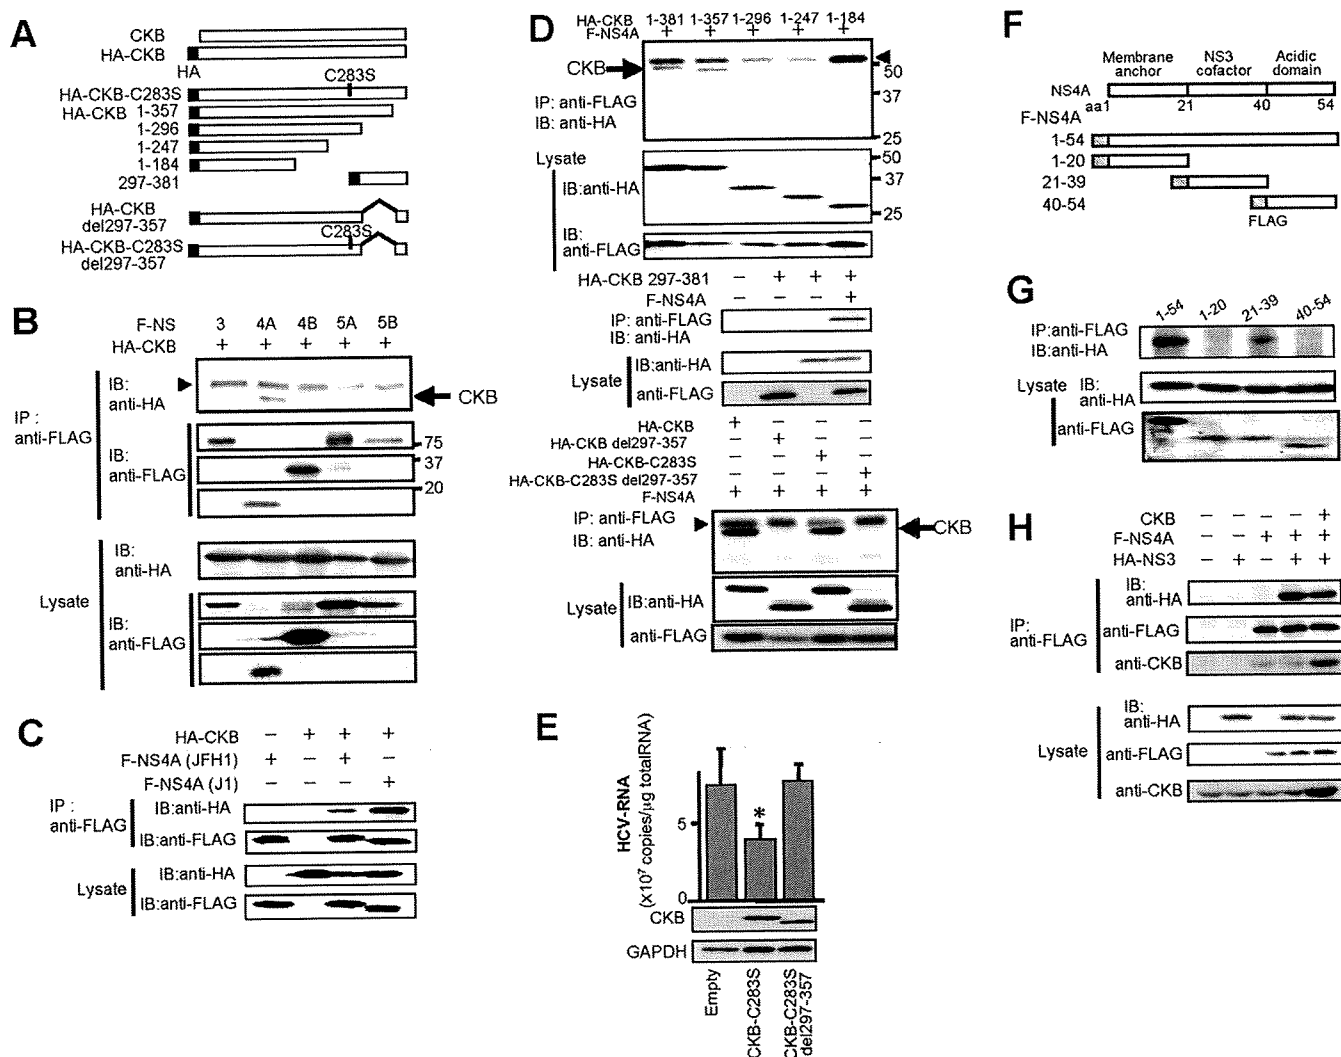 A
CKB
HA-CKB
HA
C283S
HA-CKB-C283S
HA-CKB 1-357
1-296
1-247
1-184
297-381
HA-CKB
del297-357
C283S
HA-CKB-C283S
del297-357
B
F-NS 3 4A 4B 5A 5B
HA-CKB + + + + +
IP :
anti-FLAG
IB:
anti-HA
CKB
IB:
anti-FLAG
75
37
20
Lysate
IB:
anti-HA
IB:
anti-FLAG
C
HA-CKB − + + +
F-NS4A (JFH1) + − + −
F-NS4A (J1) − − − +
IP :
anti-FLAG
IB:anti-HA
IB:anti-FLAG
Lysate
IB:anti-HA
IB:anti-FLAG
D
HA-CKB 1-381 1-357 1-296 1-247 1-184
F-NS4A + + + + +
CKB
IP: anti-FLAG
IB: anti-HA
50
37
25
Lysate
IB:anti-HA
50
37
25
IB:
anti-FLAG
HA-CKB 297-381 − + + +
F-NS4A − − − +
IP: anti-FLAG
IB: anti-HA
Lysate
IB:anti-HA
anti-FLAG
HA-CKB + − − −
HA-CKB del297-357 − + − −
HA-CKB-C283S − − + −
HA-CKB-C283S del297-357 − − − +
F-NS4A + + + +
IP: anti-FLAG
IB: anti-HA
CKB
Lysate
IB:anti-HA
anti-FLAG
E
HCV-RNA
(X10⁷ copies/μg totalRNA)
5
0
*
CKB
GAPDH
Empty
CKB-C283S
CKB-C283S
del297-357
F
Membrane
anchor
NS3
cofactor
Acidic
domain
NS4A
aa1 21 40 54
F-NS4A
1-54
1-20
21-39
40-54
FLAG
G
1-54 1-20 21-39 40-54
IP:anti-FLAG
IB:anti-HA
Lysate
IB:
anti-HA
anti-FLAG
H
CKB − − − − +
F-NS4A − − + + +
HA-NS3 − + − + +
IP:
anti-FLAG
IB:
anti-HA
anti-FLAG
anti-CKB
Lysate
IB:
anti-HA
anti-FLAG
anti-CKB